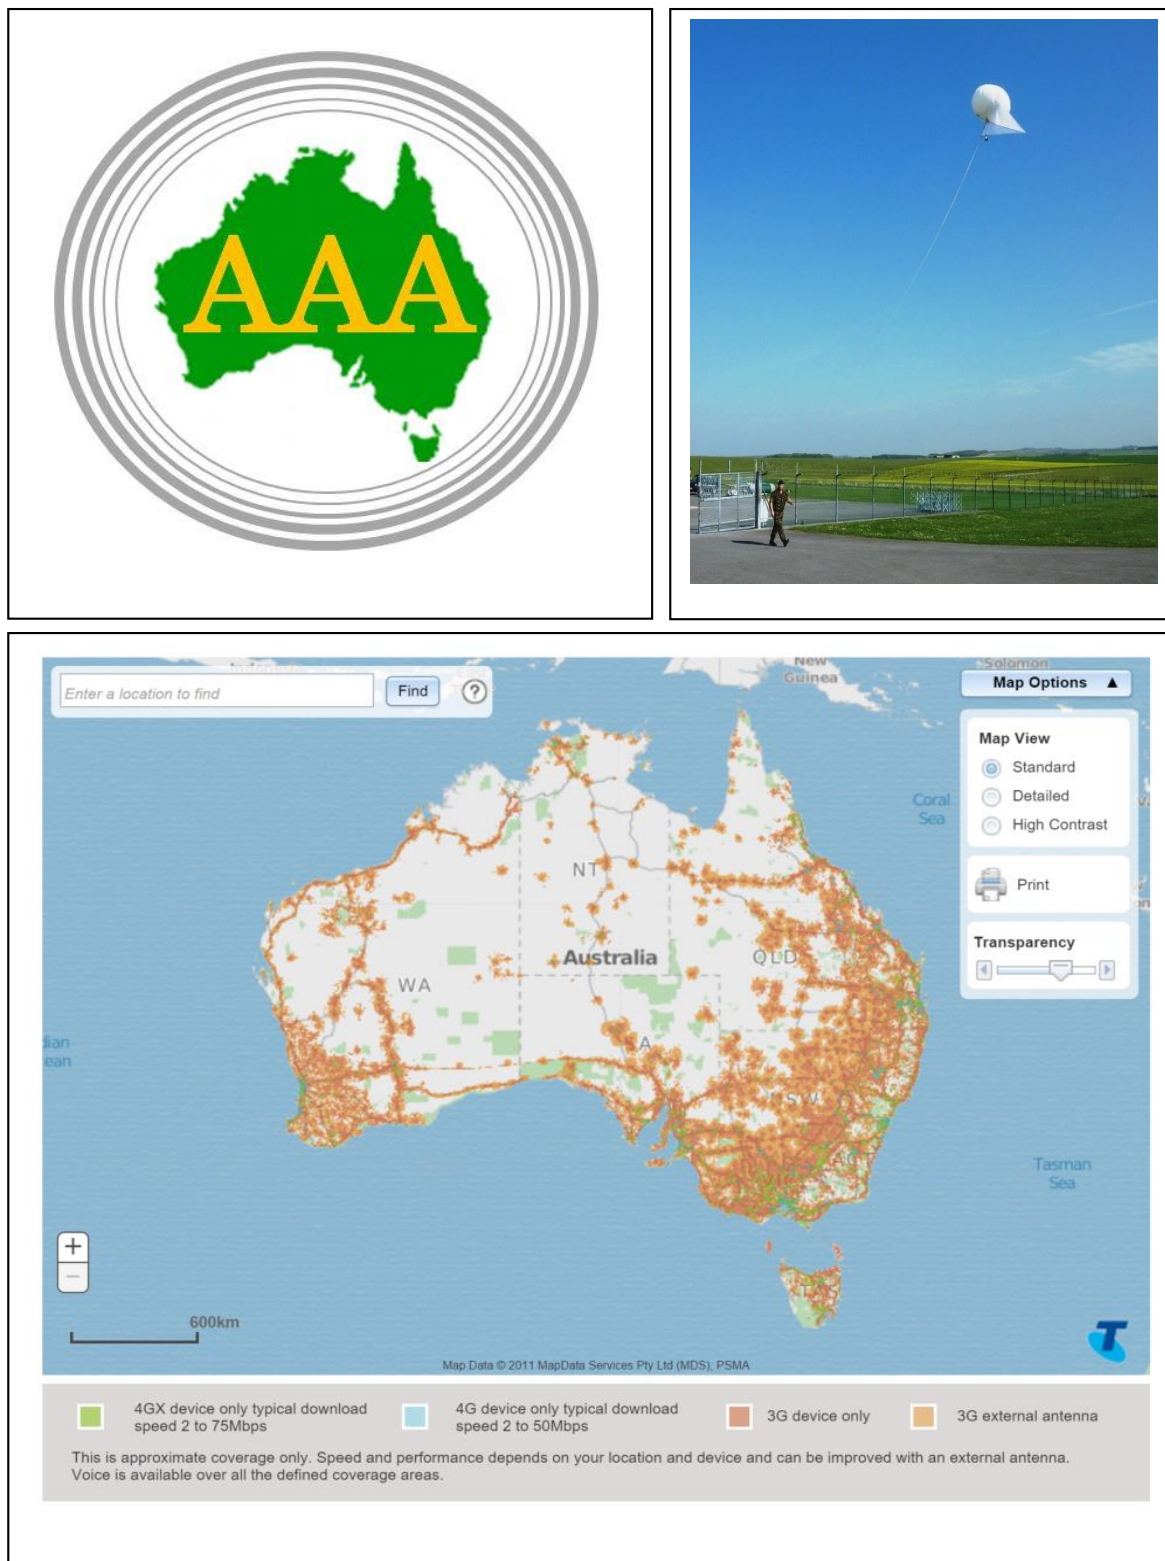 AAA
Enter a location to find
Find
?
New
Guinea
Solomon
Map Options ▲
Map View
Standard
Detailed
High Contrast
Print
Transparency
Coral
Sea
NT
Australia
QLD
WA
SA
NSW
TAS
Tasman
Sea
+
−
600km
T
Map Data © 2011 MapData Services Pty Ltd (MDS), PSMA
4GX device only typical download
speed 2 to 75Mbps
4G device only typical download
speed 2 to 50Mbps
3G device only
3G external antenna
This is approximate coverage only. Speed and performance depends on your location and device and can be improved with an external antenna.
Voice is available over all the defined coverage areas.